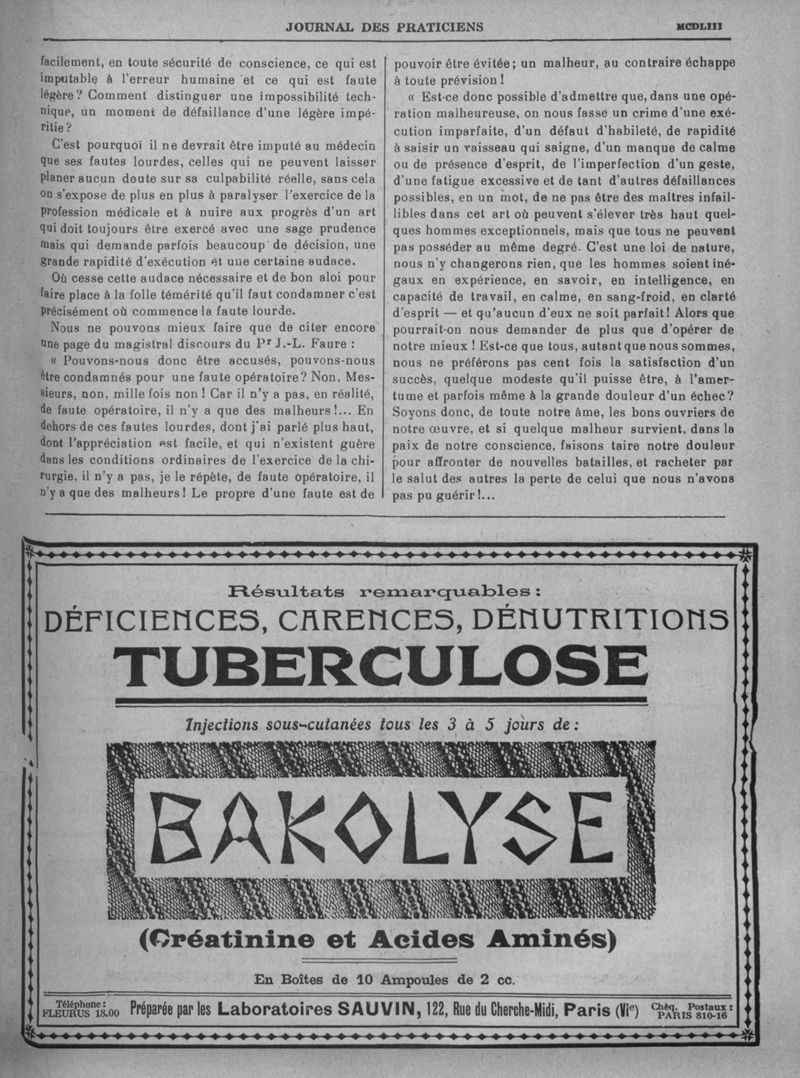 JOURNAL DES PRATICIENS
MCDLIII
facilement, en toute sécurité de conscience, ce qui est
imputable à l'erreur humaine et ce qui est faute
légère? Comment distinguer une impossibilité tech-
nique, un moment de défaillance d'une légère impé-
ritie?
C'est pourquoi il ne devrait être imputé au médecin
que ses fautes lourdes, celles qui ne peuvent laisser
planer aucun doute sur sa culpabilité réelle, sans cela
on s'expose de plus en plus à paralyser l'exercice de la
profession médicale et à nuire aux progrès d'un art
qui doit toujours être exercé avec une sage prudence
mais qui demande parfois beaucoup de décision, une
grande rapidité d'exécution et une certaine audace.
Où cesse cette audace nécessaire et de bon aloi pour
faire place à la folle témérité qu'il faut condamner c'est
précisément où commence la faute lourde.
Nous ne pouvons mieux faire que de citer encore
une page du magistral discours du Pr J.-L. Faure :
« Pouvons-nous donc être accusés, pouvons-nous
être condamnés pour une faute opératoire? Non, Mes-
sieurs, non, mille fois non ! Car il n'y a pas, en réalité,
de faute opératoire, il n'y a que des malheurs!... En
dehors de ces fautes lourdes, dont j'ai parlé plus haut,
dont l'appréciation est facile, et qui n'existent guère
dans les conditions ordinaires de l'exercice de la chi-
rurgie, il n'y a pas, je le répète, de faute opératoire, il
n'y a que des malheurs! Le propre d'une faute est de
pouvoir être évitée; un malheur, au contraire échappe
à toute prévision !
« Est-ce donc possible d'admettre que, dans une opé-
ration malheureuse, on nous fasse un crime d'une exé-
cution imparfaite, d'un défaut d'habileté, de rapidité
à saisir un vaisseau qui saigne, d'un manque de calme
ou de présence d'esprit, de l'imperfection d'un geste,
d'une fatigue excessive et de tant d'autres défaillances
possibles, en un mot, de ne pas être des maîtres infail-
libles dans cet art où peuvent s'élever très haut quel-
ques hommes exceptionnels, mais que tous ne peuvent
pas posséder au même degré. C'est une loi de nature,
nous n'y changerons rien, que les hommes soient iné-
gaux en expérience, en savoir, en intelligence, en
capacité de travail, en calme, en sang-froid, en clarté
d'esprit — et qu'aucun d'eux ne soit parfait! Alors que
pourrait-on nous demander de plus que d'opérer de
notre mieux ! Est-ce que tous, autant que nous sommes,
nous ne préférons pas cent fois la satisfaction d'un
succès, quelque modeste qu'il puisse être, à l'amer-
tume et parfois même à la grande douleur d'un échec?
Soyons donc, de toute notre âme, les bons ouvriers de
notre œuvre, et si quelque malheur survient, dans la
paix de notre conscience, faisons taire notre douleur
pour affronter de nouvelles batailles, et racheter par
le salut des autres la perte de celui que nous n'avons
pas pu guérir!...
Résultats remarquables :
DÉFICIENCES, CARENCES, DÉNUTRITIONS
TUBERCULOSE
Injections sous-cutanées tous les 3 à 5 jours de :
BAKOLYSE
(Créatinine et Acides Aminés)
En Boîtes de 10 Ampoules de 2 cc.
Téléphone :
FLEURUS 18.00
Préparée par les Laboratoires SAUVIN, 122, Rue du Cherche-Midi, Paris (VIe)
Chèq. Postaux :
PARIS 810-16